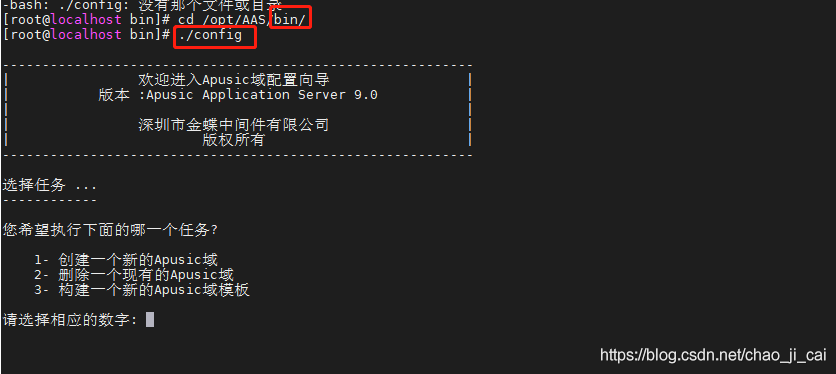 -bash: ./config: 没有那个文件或目录
[root@localhost bin]# cd /opt/AAS/bin/
[root@localhost bin]# ./config
------------------------------------------------------------
| 欢迎进入Apusic域配置向导 |
| 版本 :Apusic Application Server 9.0 |
| |
| 深圳市金蝶中间件有限公司 |
| 版权所有 |
------------------------------------------------------------
选择任务 ...
------------
您希望执行下面的哪一个任务?
1- 创建一个新的Apusic域
2- 删除一个现有的Apusic域
3- 构建一个新的Apusic域模板
请选择相应的数字:
https://blog.csdn.net/chao_ji_cai